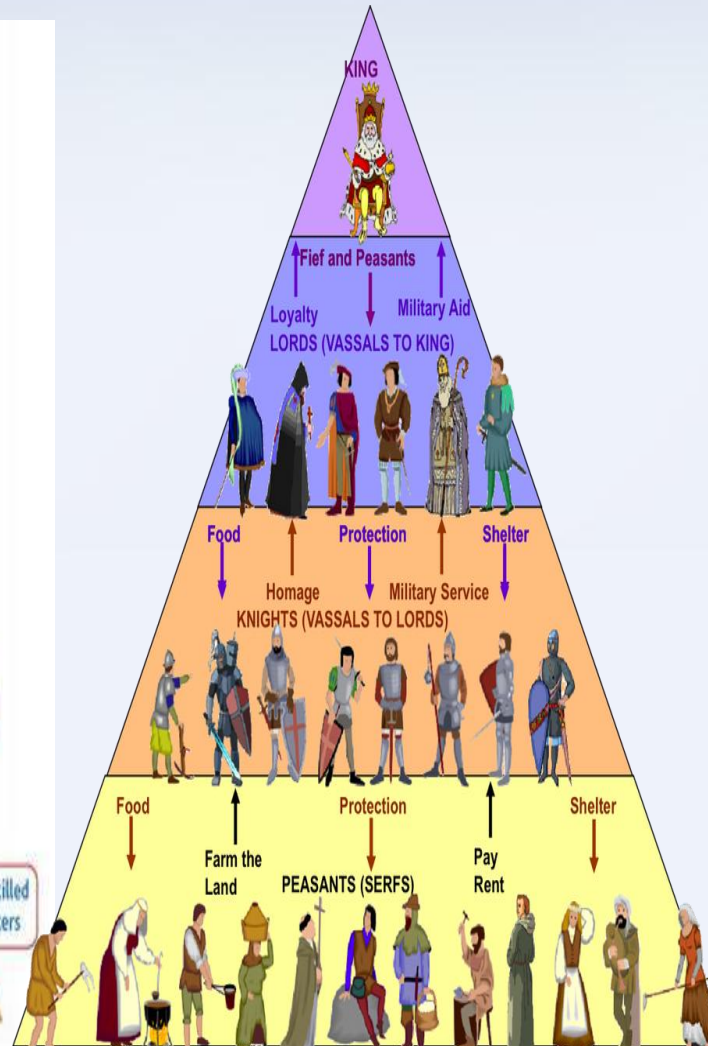 KING
Fief and Peasants
Loyalty Military Aid
LORDS (VASSALS TO KING)
Food Protection Shelter
Homage Military Service
KNIGHTS (VASSALS TO LORDS)
Food Protection Shelter
Farm the Pay
Land PEASANTS (SERFS) Rent